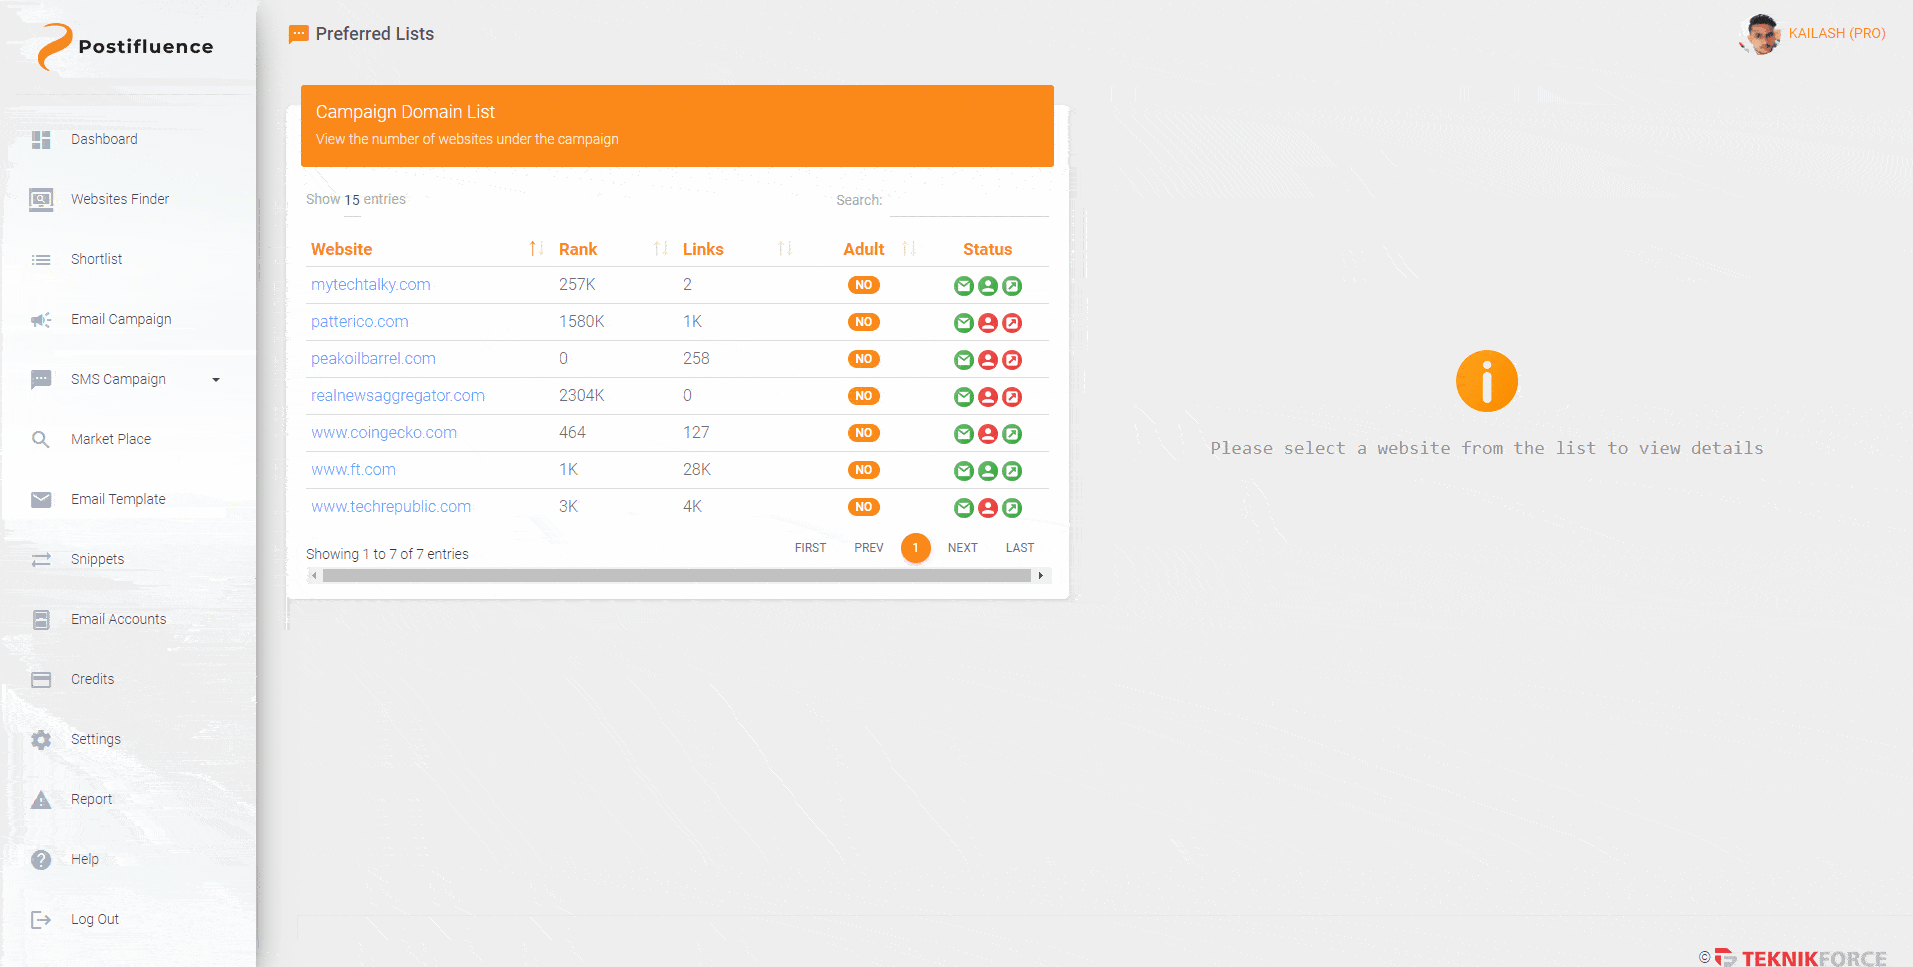 Postifluence
Preferred Lists
KAILASH (PRO)
Dashboard
Websites Finder
Shortlist
Email Campaign
SMS Campaign
Market Place
Email Template
Snippets
Email Accounts
Credits
Settings
Report
Help
Log Out
Campaign Domain List
View the number of websites under the campaign
Show 15 entries Search:
Website Rank Links Adult Status
mytechtalky.com 257K 2 NO
patterico.com 1580K 1K NO
peakoilbarrel.com 0 258 NO
realnewsaggregator.com 2304K 0 NO
www.coingecko.com 464 127 NO
www.ft.com 1K 28K NO
www.techrepublic.com 3K 4K NO
Showing 1 to 7 of 7 entries FIRST PREV 1 NEXT LAST
Please select a website from the list to view details
© TEKNIKFORCE